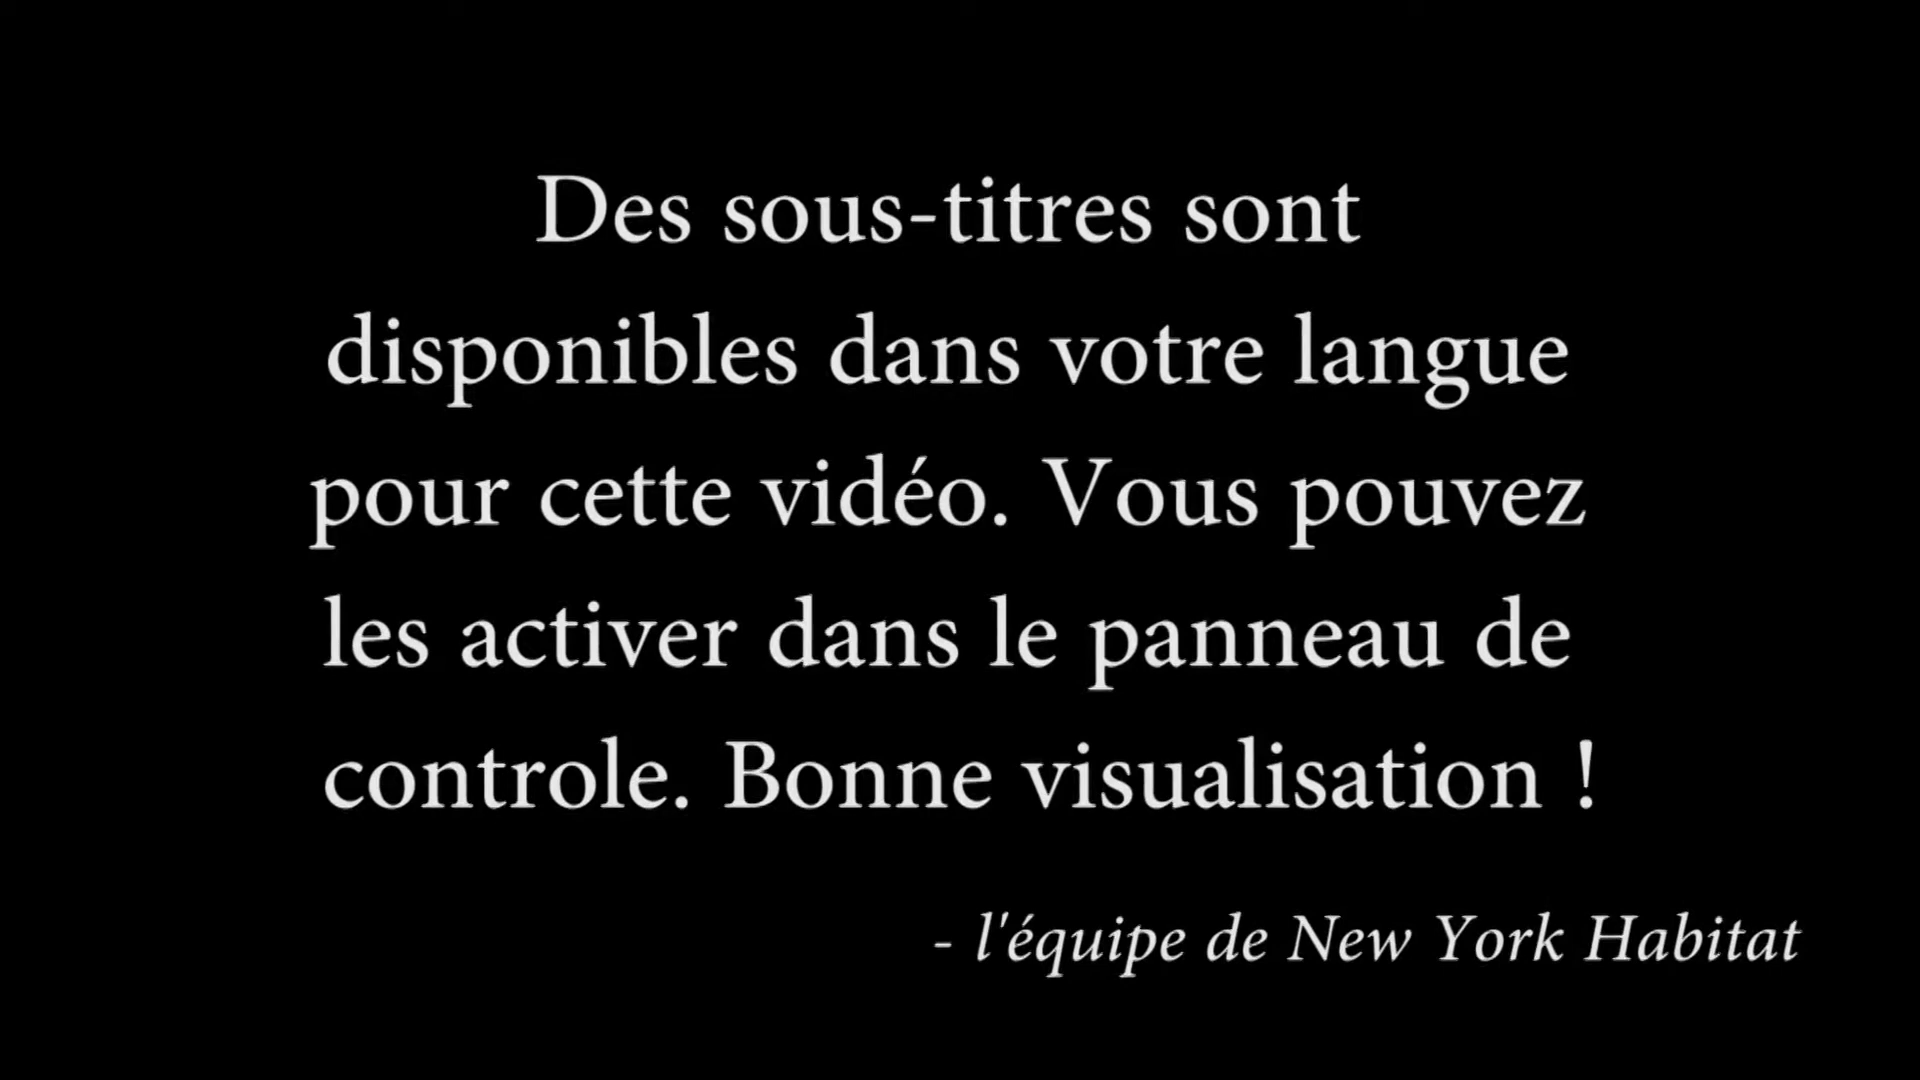 Des sous-titres sont
disponibles dans votre langue
pour cette vidéo. Vous pouvez
les activer dans le panneau de
controle. Bonne visualisation !
- l'équipe de New York Habitat